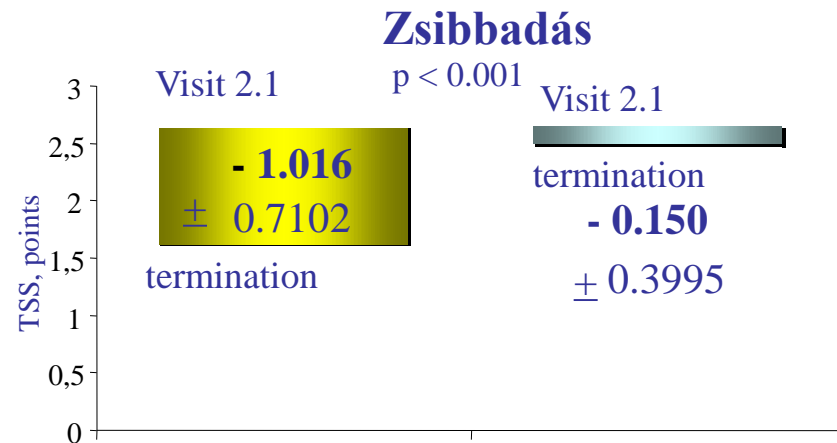 Zsibbadás
p < 0.001
Visit 2.1
Visit 2.1
3
2,5
2
1,5
1
0,5
0
TSS, points
- 1.016
± 0.7102
termination
termination
- 0.150
± 0.3995